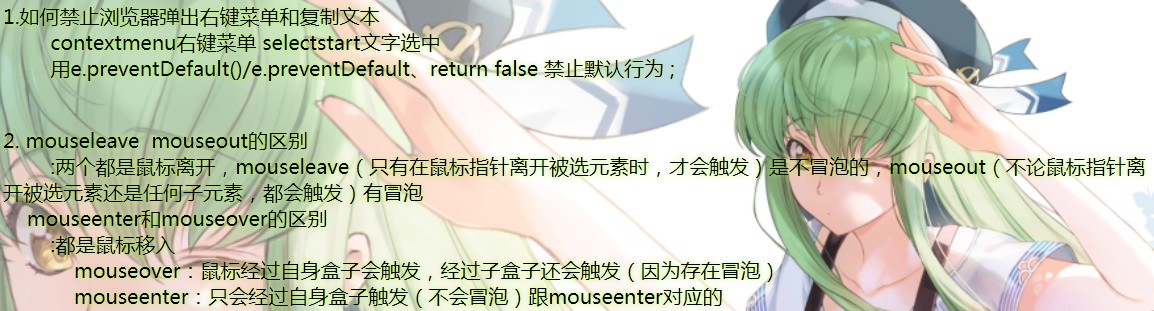 1.如何禁止浏览器弹出右键菜单和复制文本
contextmenu右键菜单 selectstart文字选中
用e.preventDefault()/e.preventDefault、return false 禁止默认行为；
2. mouseleave  mouseout的区别
:两个都是鼠标离开，mouseleave（只有在鼠标指针离开被选元素时，才会触发）是不冒泡的，mouseout（不论鼠标指针离
开被选元素还是任何子元素，都会触发）有冒泡
mouseenter和mouseover的区别
:都是鼠标移入
mouseover：鼠标经过自身盒子会触发，经过子盒子还会触发（因为存在冒泡）
mouseenter：只会经过自身盒子触发（不会冒泡）跟mouseenter对应的